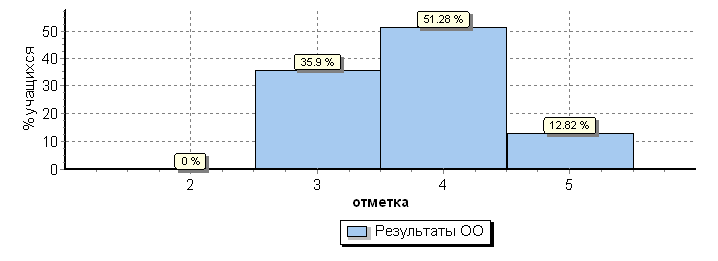 % учащихся
50
40
30
20
10
0
0 %
35.9 %
51.28 %
12.82 %
2 3 4 5
отметка
Результаты ОО